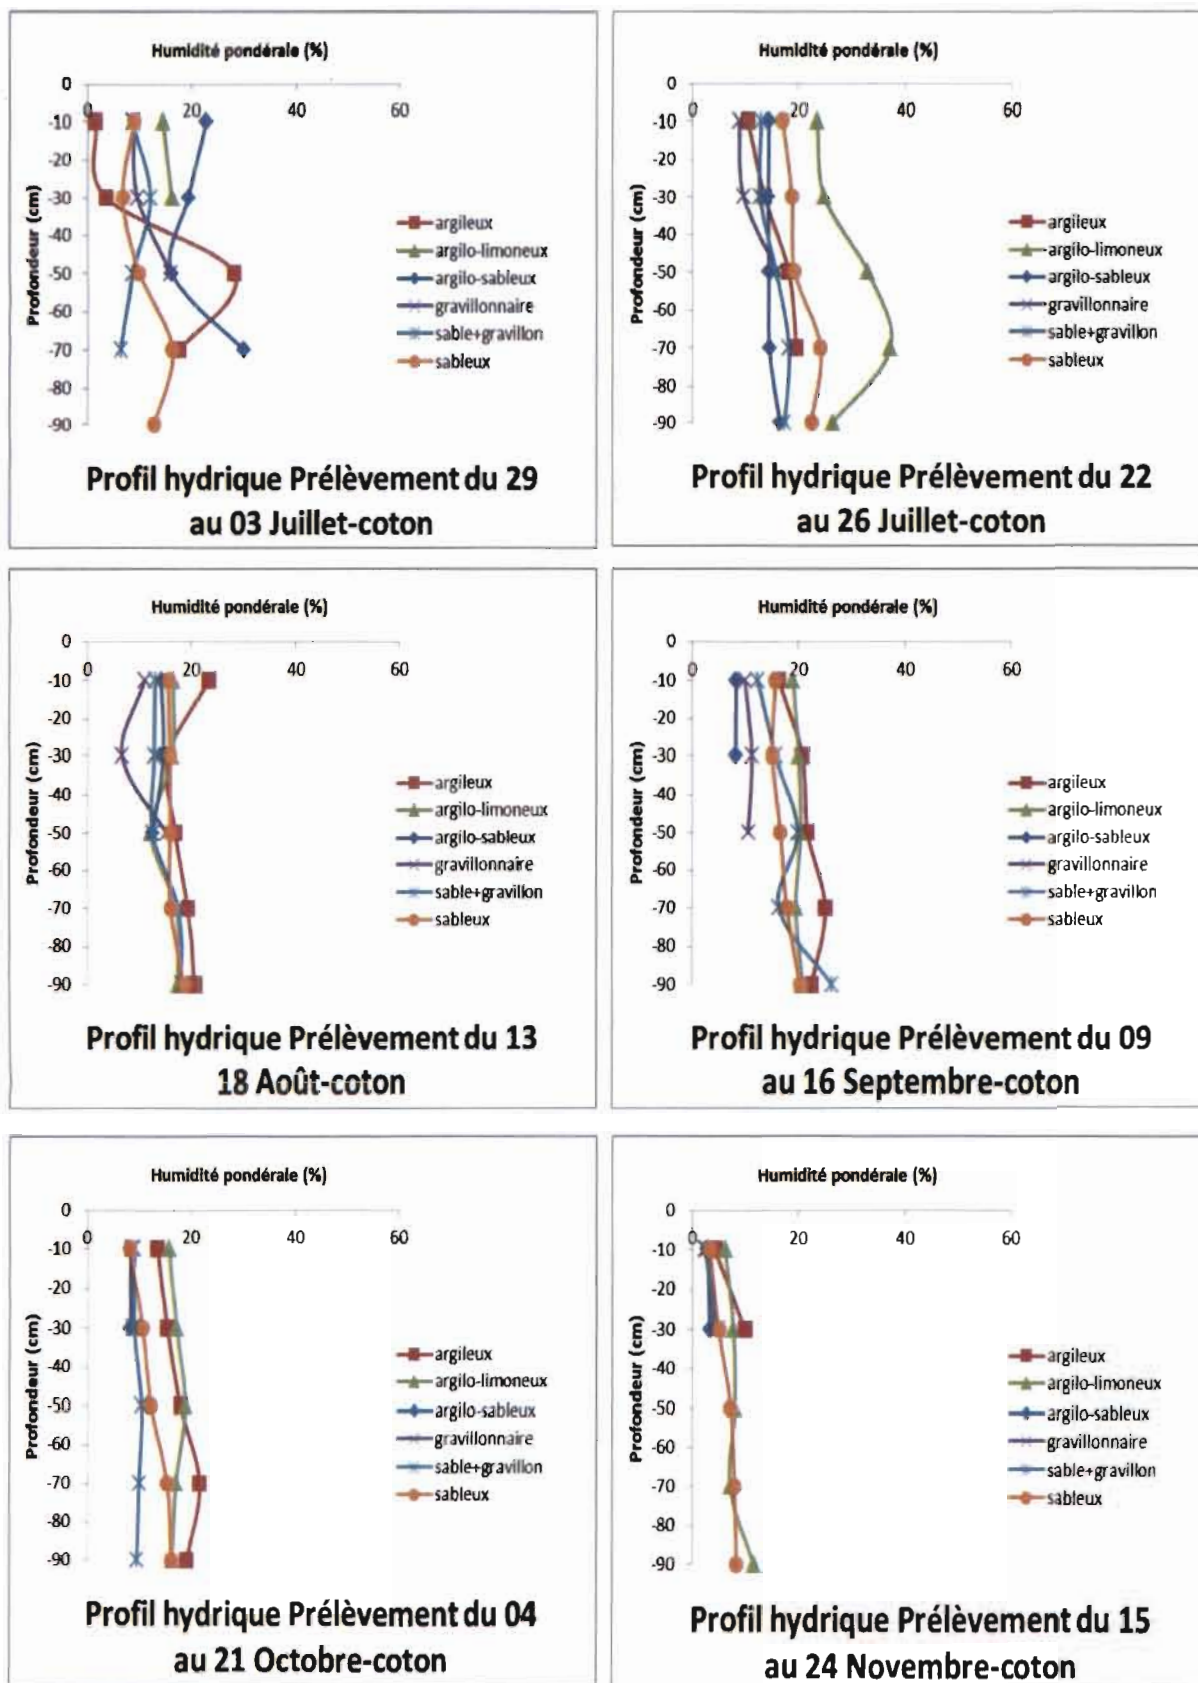 Humidité pondérale (%)
0 20 40 60
0
-10
-20
-30
-40
-50
-60
-70
-80
-90
Profondeur (cm)
argileux
argilo-limoneux
argilo-sableux
gravillonnaire
sable+gravillon
sableux
Profil hydrique Prélèvement du 29
au 03 Juillet-coton
Humidité pondérale (%)
0 20 40 60
0
-10
-20
-30
-40
-50
-60
-70
-80
-90
Profondeur (cm)
argileux
argilo-limoneux
argilo-sableux
gravillonnaire
sable+gravillon
sableux
Profil hydrique Prélèvement du 22
au 26 Juillet-coton
Humidité pondérale (%)
0 20 40 60
0
-10
-20
-30
-40
-50
-60
-70
-80
-90
Profondeur (cm)
argileux
argilo-limoneux
argilo-sableux
gravillonnaire
sable+gravillon
sableux
Profil hydrique Prélèvement du 13
18 Août-coton
Humidité pondérale (%)
0 20 40 60
0
-10
-20
-30
-40
-50
-60
-70
-80
-90
Profondeur (cm)
argileux
argilo-limoneux
argilo-sableux
gravillonnaire
sable+gravillon
sableux
Profil hydrique Prélèvement du 09
au 16 Septembre-coton
Humidité pondérale (%)
0 20 40 60
0
-10
-20
-30
-40
-50
-60
-70
-80
-90
Profondeur (cm)
argileux
argilo-limoneux
argilo-sableux
gravillonnaire
sable+gravillon
sableux
Profil hydrique Prélèvement du 04
au 21 Octobre-coton
Humidité pondérale (%)
0 20 40 60
0
-10
-20
-30
-40
-50
-60
-70
-80
-90
Profondeur (cm)
argileux
argilo-limoneux
argilo-sableux
gravillonnaire
sable+gravillon
sableux
Profil hydrique Prélèvement du 15
au 24 Novembre-coton